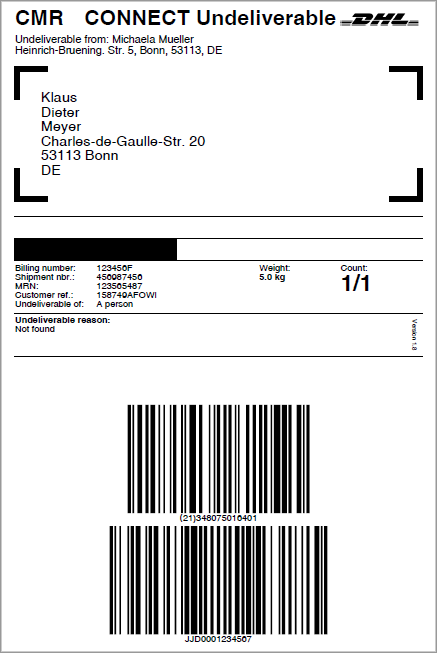 CMR CONNECT Undeliverable DHL
Undeliverable from: Michaela Mueller
Heinrich-Bruening. Str. 5, Bonn, 53113, DE
Klaus
Dieter
Meyer
Charles-de-Gaulle-Str. 20
53113 Bonn
DE
Billing number: 123456F
Weight:
Count:
Shipment nbr.: 456987456
5.0 kg
1/1
MRN: 123565487
Customer ref.: 158749AFOWI
Undeliverable of: A person
Undeliverable reason:
Not found
Version 1.8
(21)348075016401
JJD0001234567